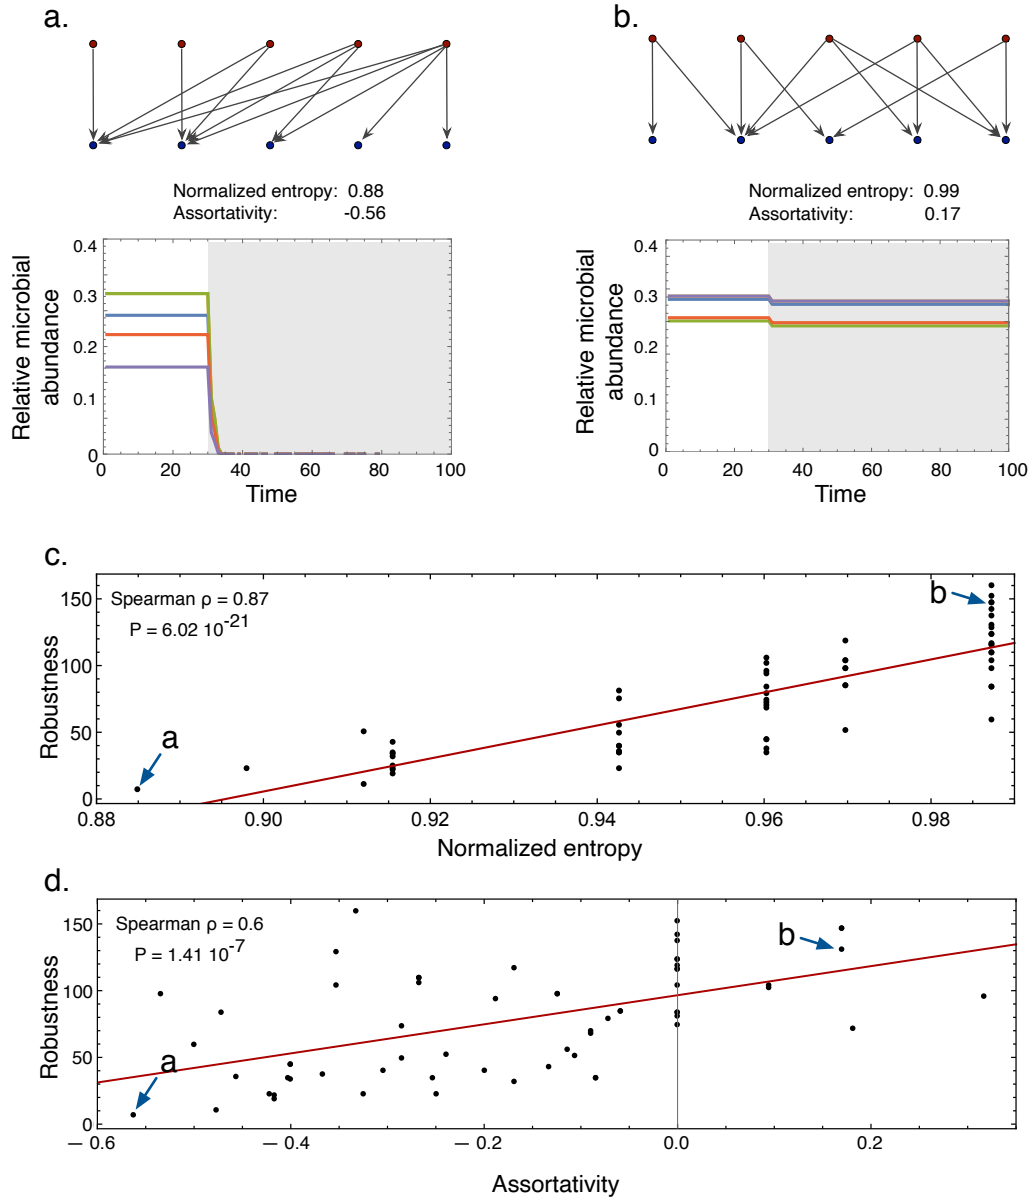 a.
b.
Normalized entropy: 0.88
Assortativity: -0.56
Normalized entropy: 0.99
Assortativity: 0.17
Relative microbial
abundance
0.4
0.3
0.2
0.1
0
0 20 40 60 80 100
Time
Relative microbial
abundance
0.4
0.3
0.2
0.1
0
0 20 40 60 80 100
Time
c.
Spearman ρ = 0.87
P = 6.02 10-21
a
b
Robustness
150
100
50
0
0.88 0.90 0.92 0.94 0.96 0.98
Normalized entropy
d.
Spearman ρ = 0.6
P = 1.41 10-7
a
b
Robustness
150
100
50
0
— 0.6 — 0.4 — 0.2 0.0 0.2
Assortativity